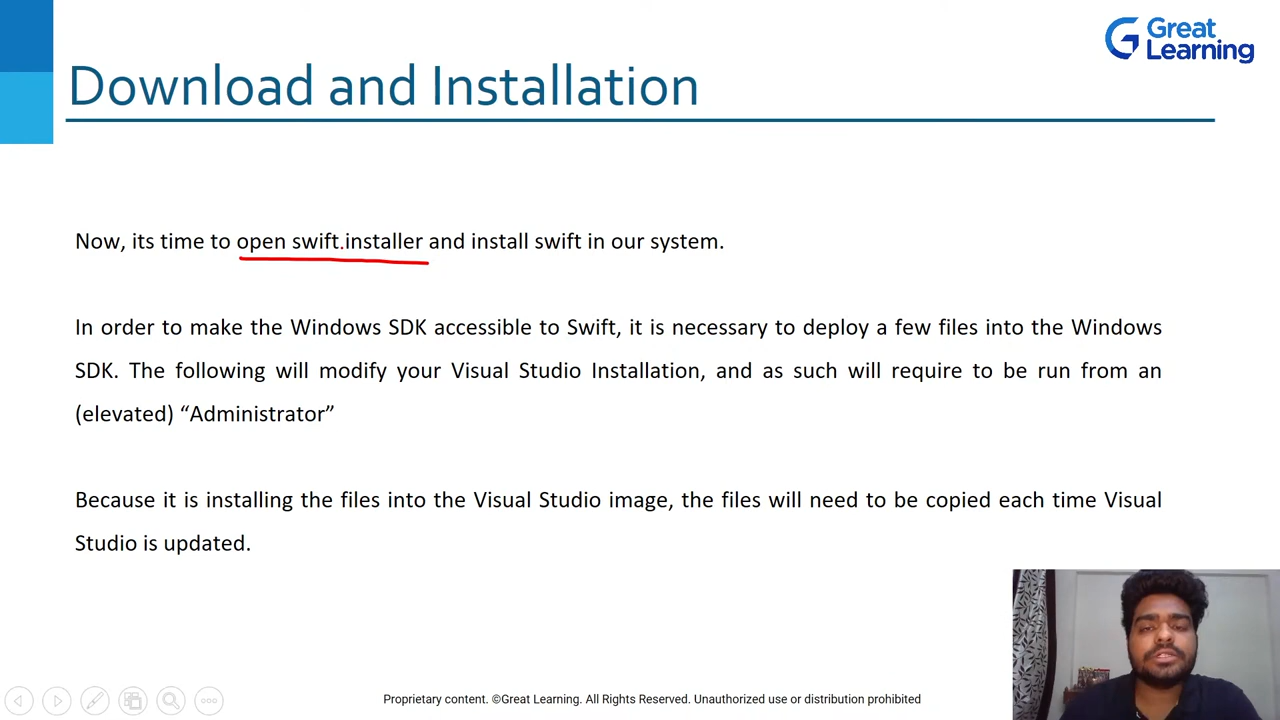 Great
Learning
Download and Installation
Now, its time to open swift.installer and install swift in our system.
In order to make the Windows SDK accessible to Swift, it is necessary to deploy a few files into the Windows
SDK. The following will modify your Visual Studio Installation, and as such will require to be run from an
(elevated) “Administrator”
Because it is installing the files into the Visual Studio image, the files will need to be copied each time Visual
Studio is updated.
Proprietary content. ©Great Learning. All Rights Reserved. Unauthorized use or distribution prohibited